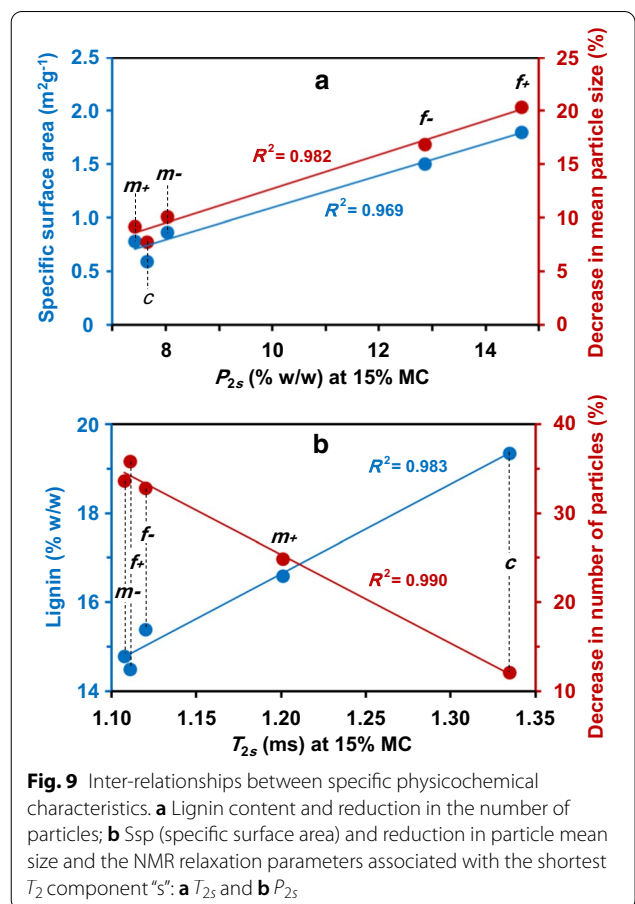 a
Specific surface area (m²g⁻¹)
2.5
2.0
1.5
1.0
0.5
0
Decrease in mean particle size (%)
25
20
15
10
5
0
f+
f-
R² = 0.982
m-
m+
R² = 0.969
c
8
10
12
14
P₂ₛ (% w/w) at 15% MC
b
Lignin (% w/w)
20
18
16
14
Decrease in number of particles (%)
40
30
20
10
R² = 0.983
f-
m+
f+
c
m-
R² = 0.990
1.10
1.15
1.20
1.25
1.30
1.35
T₂ₛ (ms) at 15% MC
Fig. 9 Inter-relationships between specific physicochemical
characteristics. a Lignin content and reduction in the number of
particles; b Ssp (specific surface area) and reduction in particle mean
size and the NMR relaxation parameters associated with the shortest
T₂ component “s”: a T₂ₛ and b P₂ₛ